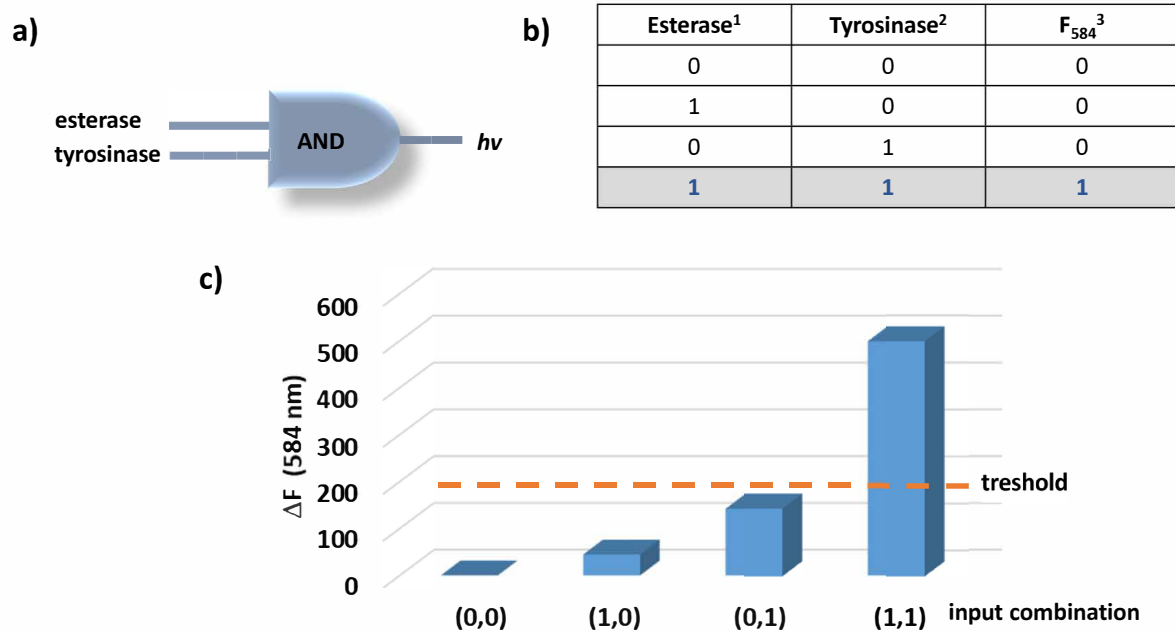 a)
esterase
tyrosinase
AND
hν
b)
Esterase¹ Tyrosinase² F₅₈₄³
0 0 0
1 0 0
0 1 0
1 1 1
c)
ΔF (584 nm)
600
500
400
300
200
100
0
treshold
(0,0) (1,0) (0,1) (1,1) input combination